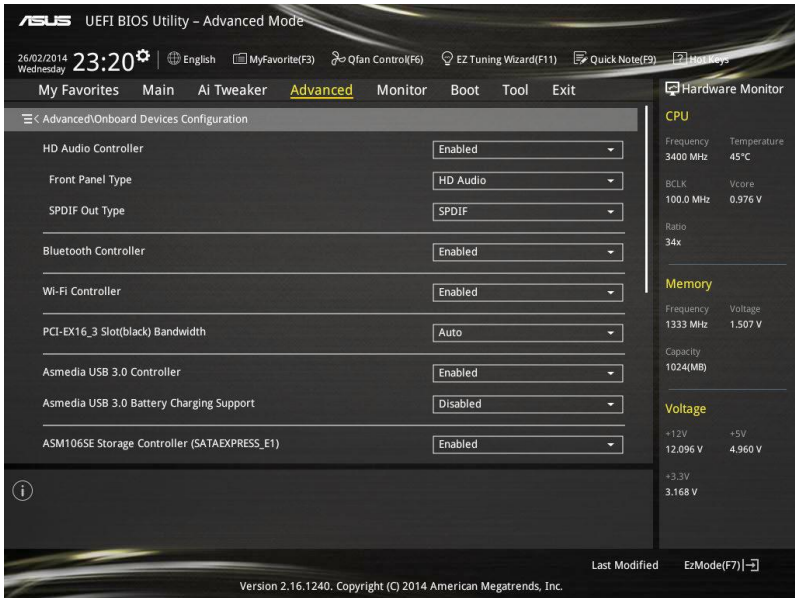 ASUS UEFI BIOS Utility – Advanced Mode
26/02/2014 Wednesday 23:20 English MyFavorite(F3) Qfan Control(F6) EZ Tuning Wizard(F11) Quick Note(F9) ? Hot Keys
My Favorites Main Ai Tweaker Advanced Monitor Boot Tool Exit
Advanced\Onboard Devices Configuration
HD Audio Controller Enabled
Front Panel Type HD Audio
SPDIF Out Type SPDIF
Bluetooth Controller Enabled
Wi-Fi Controller Enabled
PCI-EX16_3 Slot(black) Bandwidth Auto
Asmedia USB 3.0 Controller Enabled
Asmedia USB 3.0 Battery Charging Support Disabled
ASM106SE Storage Controller (SATAEXPRESS_E1) Enabled
Hardware Monitor
CPU
Frequency Temperature
3400 MHz 45°C
BCLK Vcore
100.0 MHz 0.976 V
Ratio
34x
Memory
Frequency Voltage
1333 MHz 1.507 V
Capacity
1024(MB)
Voltage
+12V +5V
12.096 V 4.960 V
+3.3V
3.168 V
Last Modified EzMode(F7)
Version 2.16.1240. Copyright (C) 2014 American Megatrends, Inc.